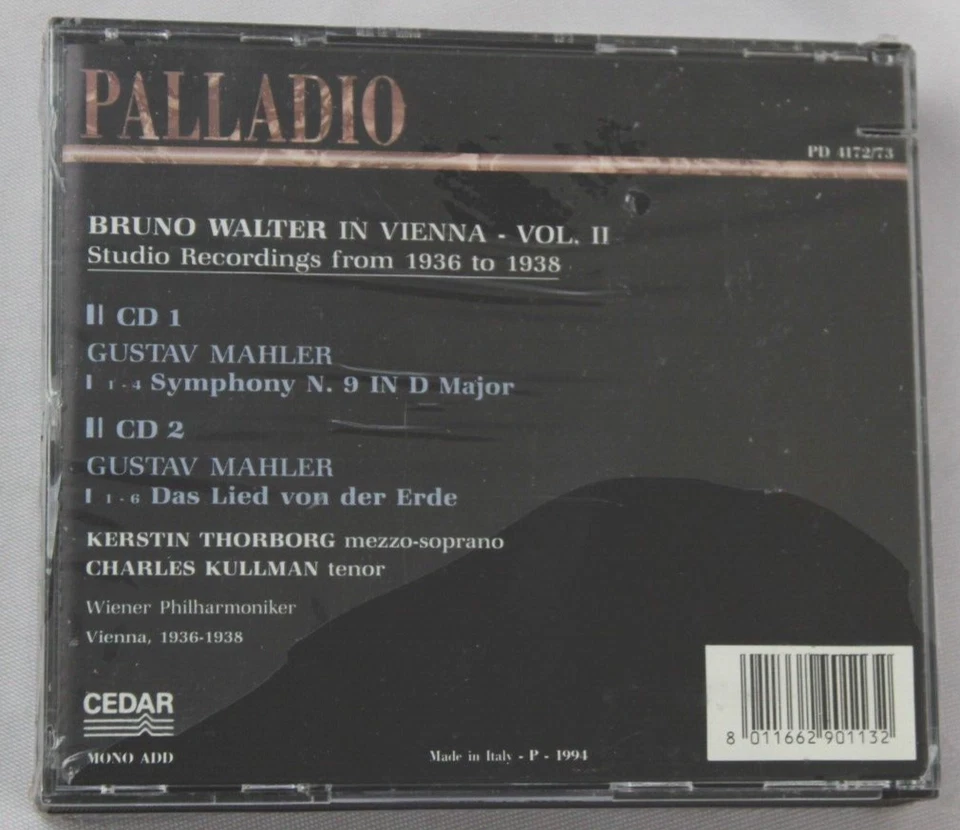 PALLADIO
PD 4172/73
BRUNO WALTER IN VIENNA - VOL. II
Studio Recordings from 1936 to 1938
CD 1
GUSTAV MAHLER
1 - 4 Symphony N. 9 IN D Major
CD 2
GUSTAV MAHLER
1 - 6 Das Lied von der Erde
KERSTIN THORBORG mezzo-soprano
CHARLES KULLMAN tenor
Wiener Philharmoniker
Vienna, 1936-1938
CEDAR
MONO ADD
Made in Italy - P - 1994
8 011662 901132